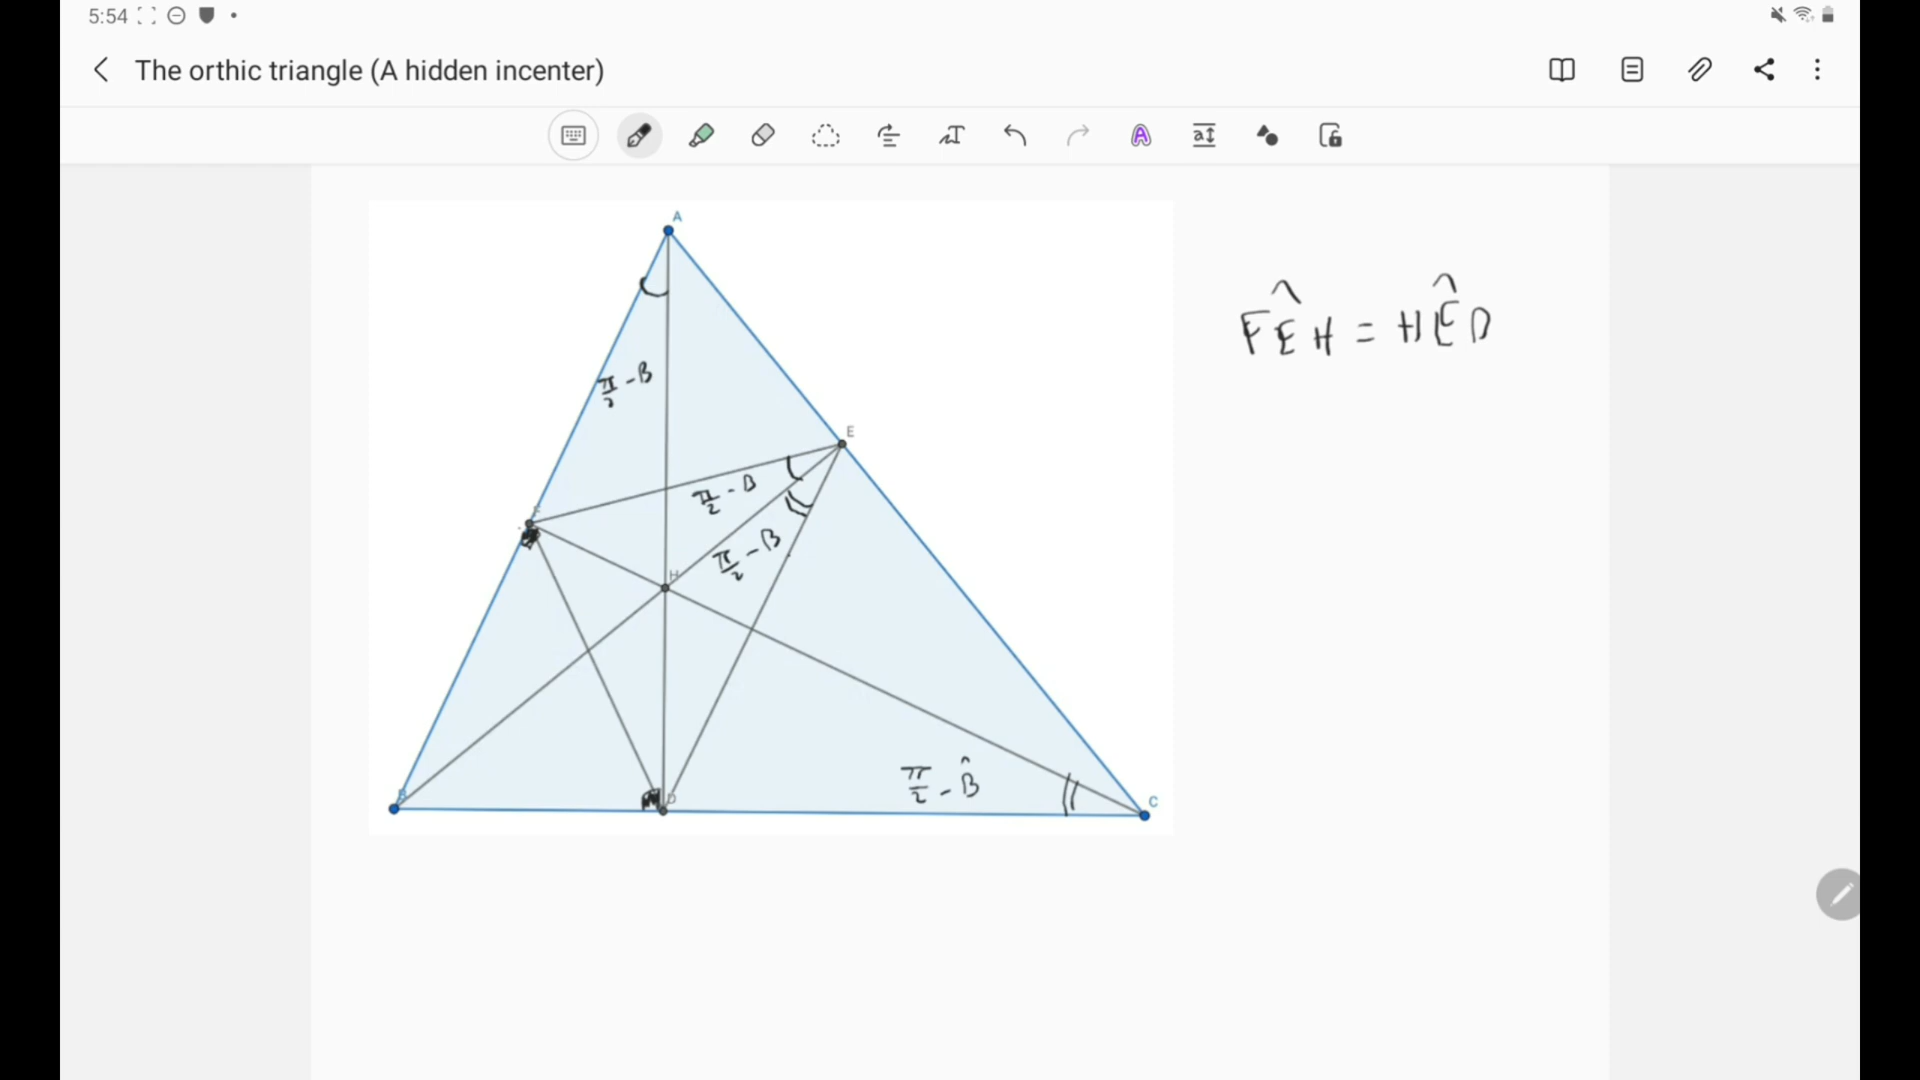 5:54
The orthic triangle (A hidden incenter)
A
FÊH = HÊD
π/2 - B
E
π/2 - B
F
π/2 - B
H
π/2 - B̂
B
D
C